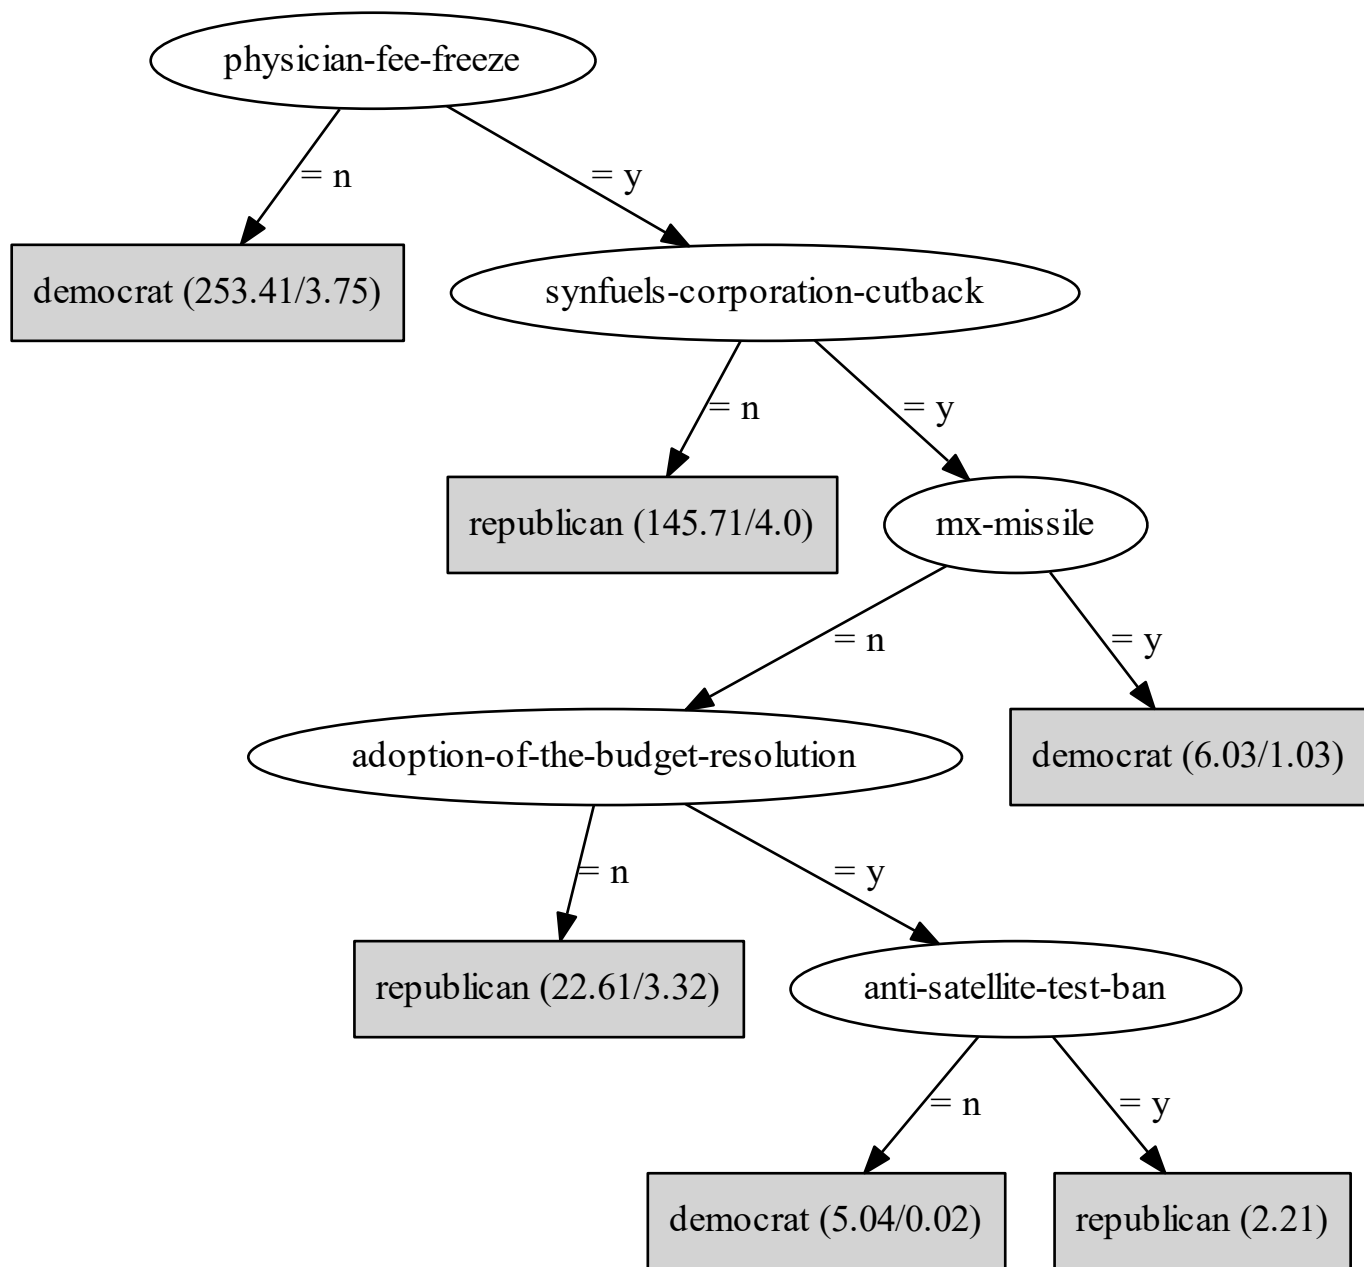 physician-fee-freeze
= n
= y
democrat (253.41/3.75)
synfuels-corporation-cutback
= n
= y
republican (145.71/4.0)
mx-missile
= n
= y
adoption-of-the-budget-resolution
democrat (6.03/1.03)
= n
= y
republican (22.61/3.32)
anti-satellite-test-ban
= n
= y
democrat (5.04/0.02)
republican (2.21)